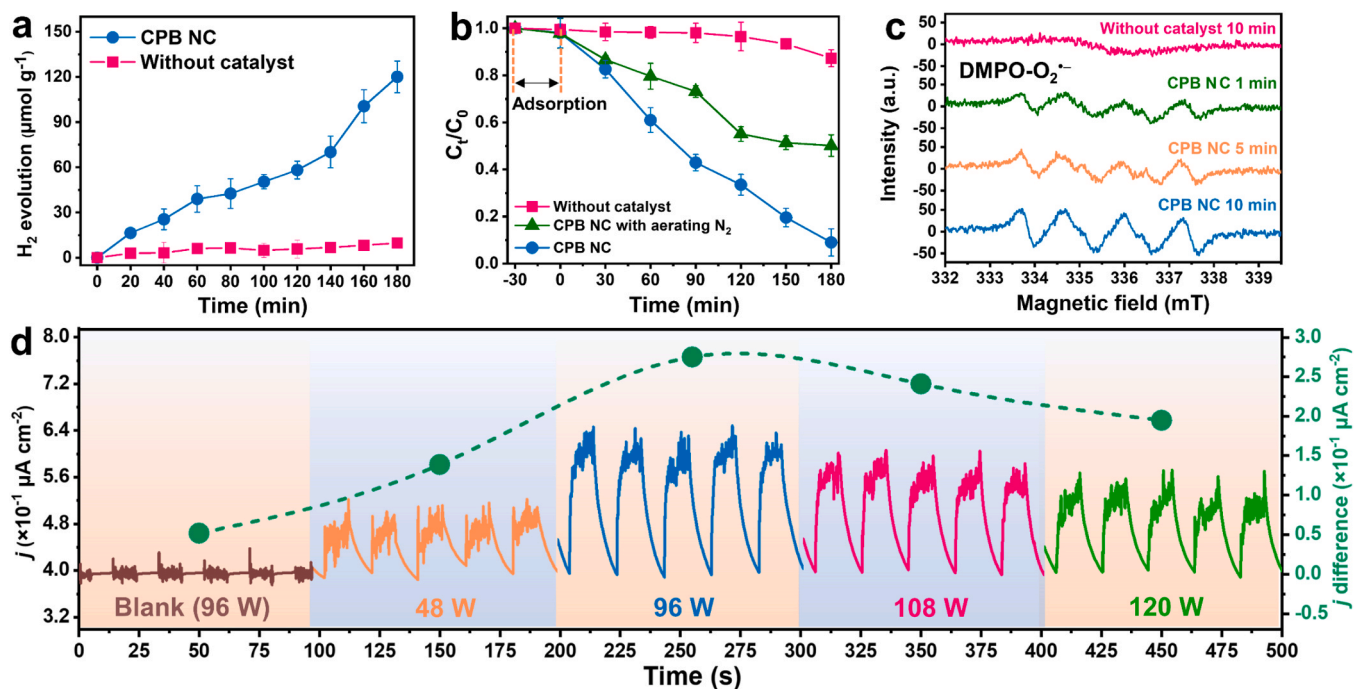 a
H₂ evolution (μmol g⁻¹)
150
120
90
60
30
0
CPB NC
Without catalyst
0 20 40 60 80 100 120 140 160 180
Time (min)
b
Cₜ/C₀
1.0
0.8
0.6
0.4
0.2
0.0
Adsorption
Without catalyst
CPB NC with aerating N₂
CPB NC
-30 0 30 60 90 120 150 180
Time (min)
c
Intensity (a.u.)
50
0
50
0
-50
50
0
50
0
-50
Without catalyst 10 min
DMPO-O₂•−
CPB NC 1 min
CPB NC 5 min
CPB NC 10 min
332 333 334 335 336 337 338 339
Magnetic field (mT)
d
j (×10⁻¹ μA cm⁻²)
8.0
7.2
6.4
5.6
4.8
4.0
3.2
Blank (96 W) 48 W 96 W 108 W 120 W
3.0
2.5
2.0
1.5
1.0
0.5
0.0
-0.5
j difference (×10⁻¹ μA cm⁻²)
0 25 50 75 100 125 150 175 200 225 250 275 300 325 350 375 400 425 450 475 500
Time (s)